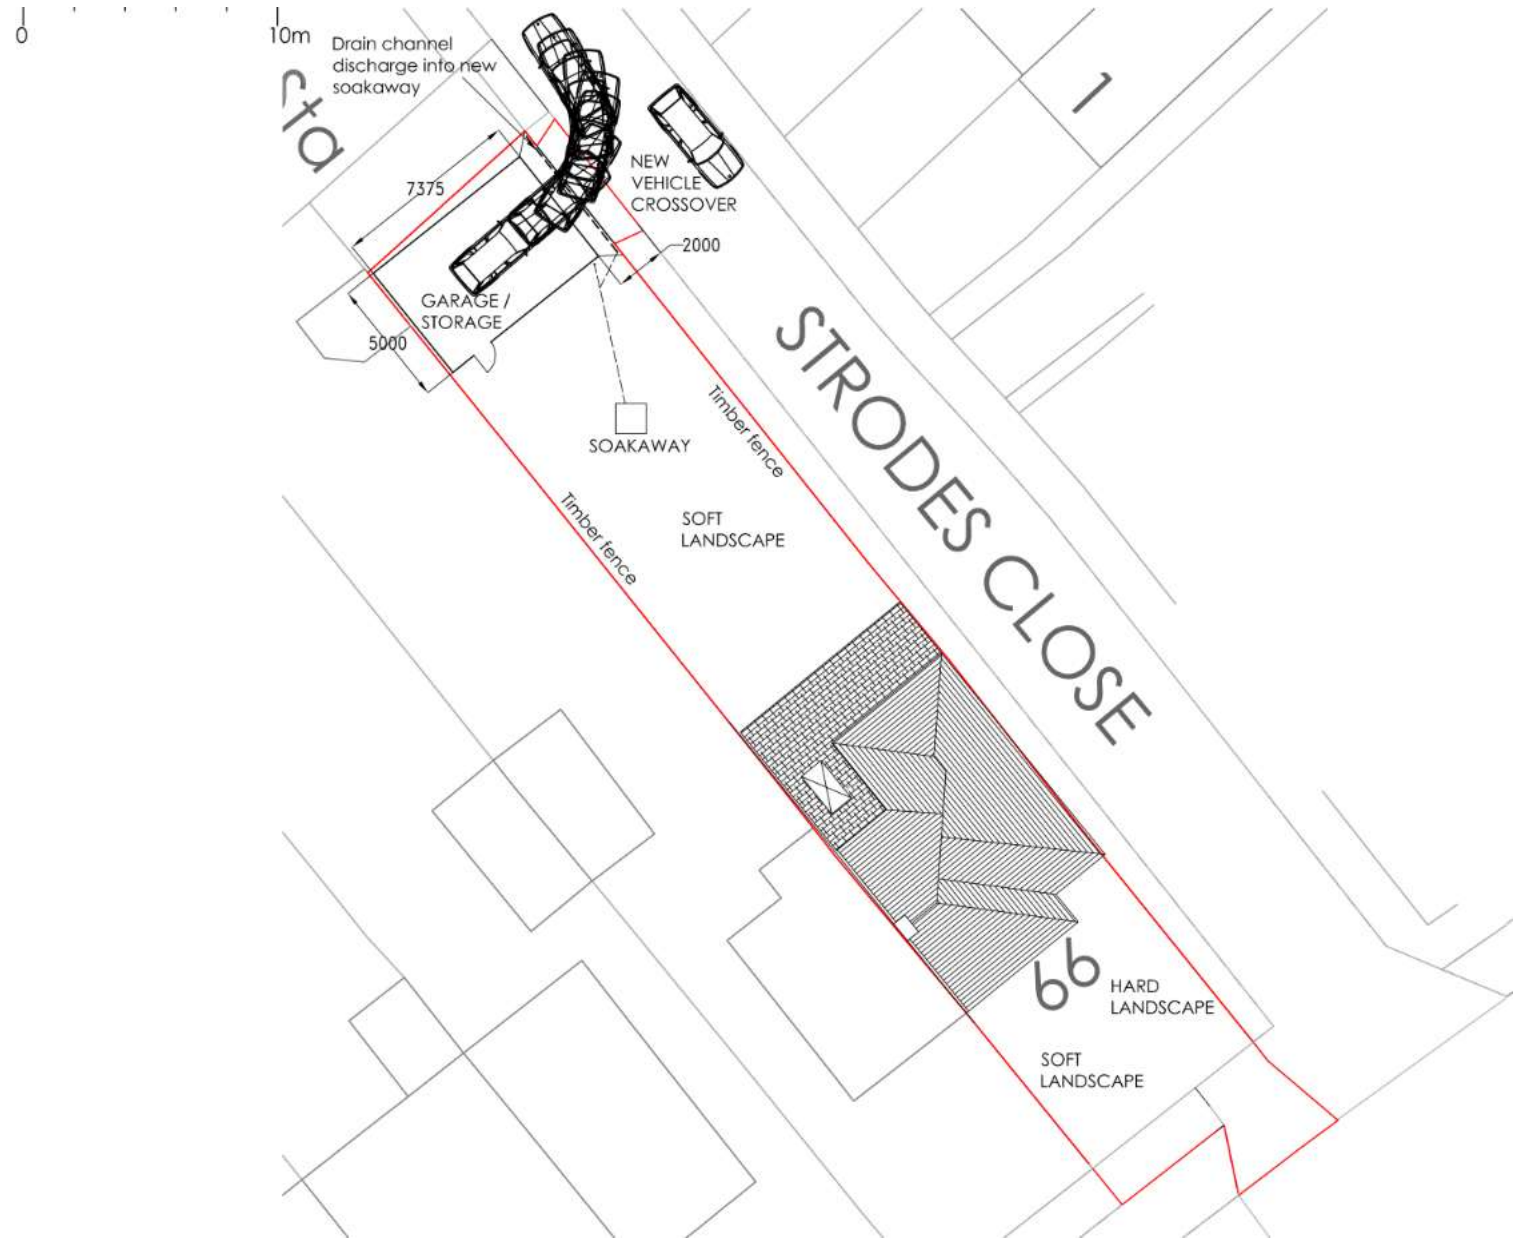 0
10m
Drain channel
discharge into new
soakaway
sta
1
7375
NEW
VEHICLE
CROSSOVER
2000
GARAGE /
STORAGE
5000
STRODES CLOSE
Timber fence
SOAKAWAY
Timber fence
SOFT
LANDSCAPE
66
HARD
LANDSCAPE
SOFT
LANDSCAPE